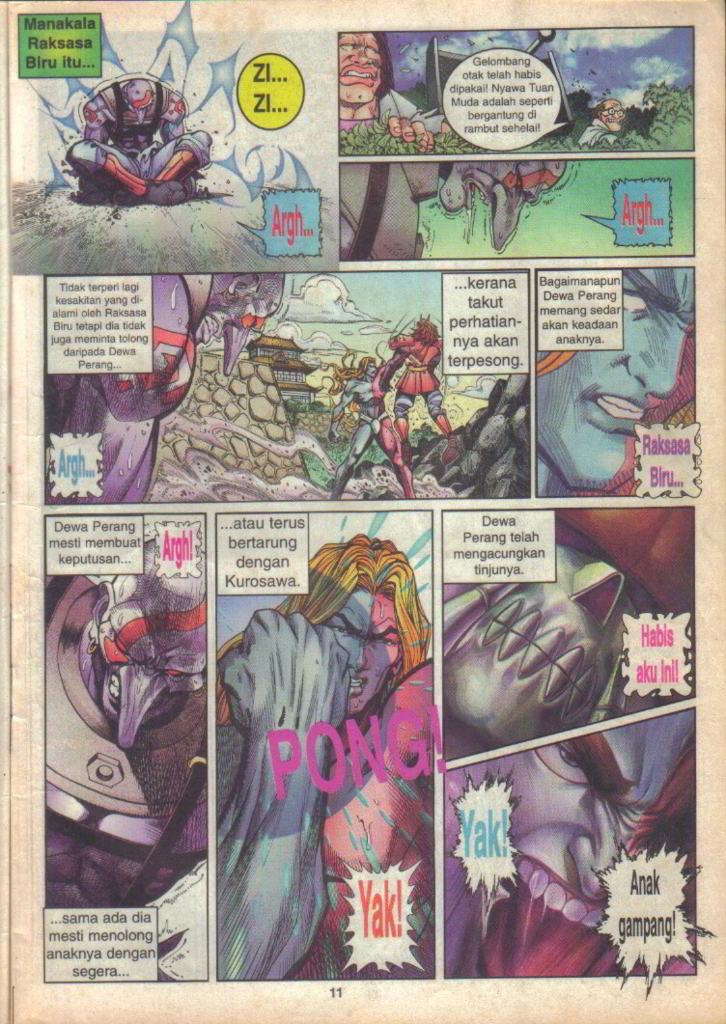 Manakala
Raksasa
Biru itu...
ZI...
ZI...
Argh...
Gelombang
otak telah habis
dipakai! Nyawa Tuan
Muda adalah seperti
bergantung di
rambut sehelai!
Argh...
Tidak terperi lagi
kesakitan yang di-
alami oleh Raksasa
Biru tetapi dia tidak
juga meminta tolong
daripada Dewa
Perang...
Argh...
...kerana
takut
perhatian-
nya akan
terpesong.
Bagaimanapun
Dewa Perang
memang sedar
akan keadaan
anaknya.
Raksasa
Biru...
Dewa Perang
mesti membuat
keputusan...
Argh!
...sama ada dia
mesti menolong
anaknya dengan
segera...
...atau terus
bertarung
dengan
Kurosawa.
PONG!
Yak!
Dewa
Perang telah
mengacungkan
tinjunya.
Habis
aku ini!
Yak!
Anak
gampang!
11